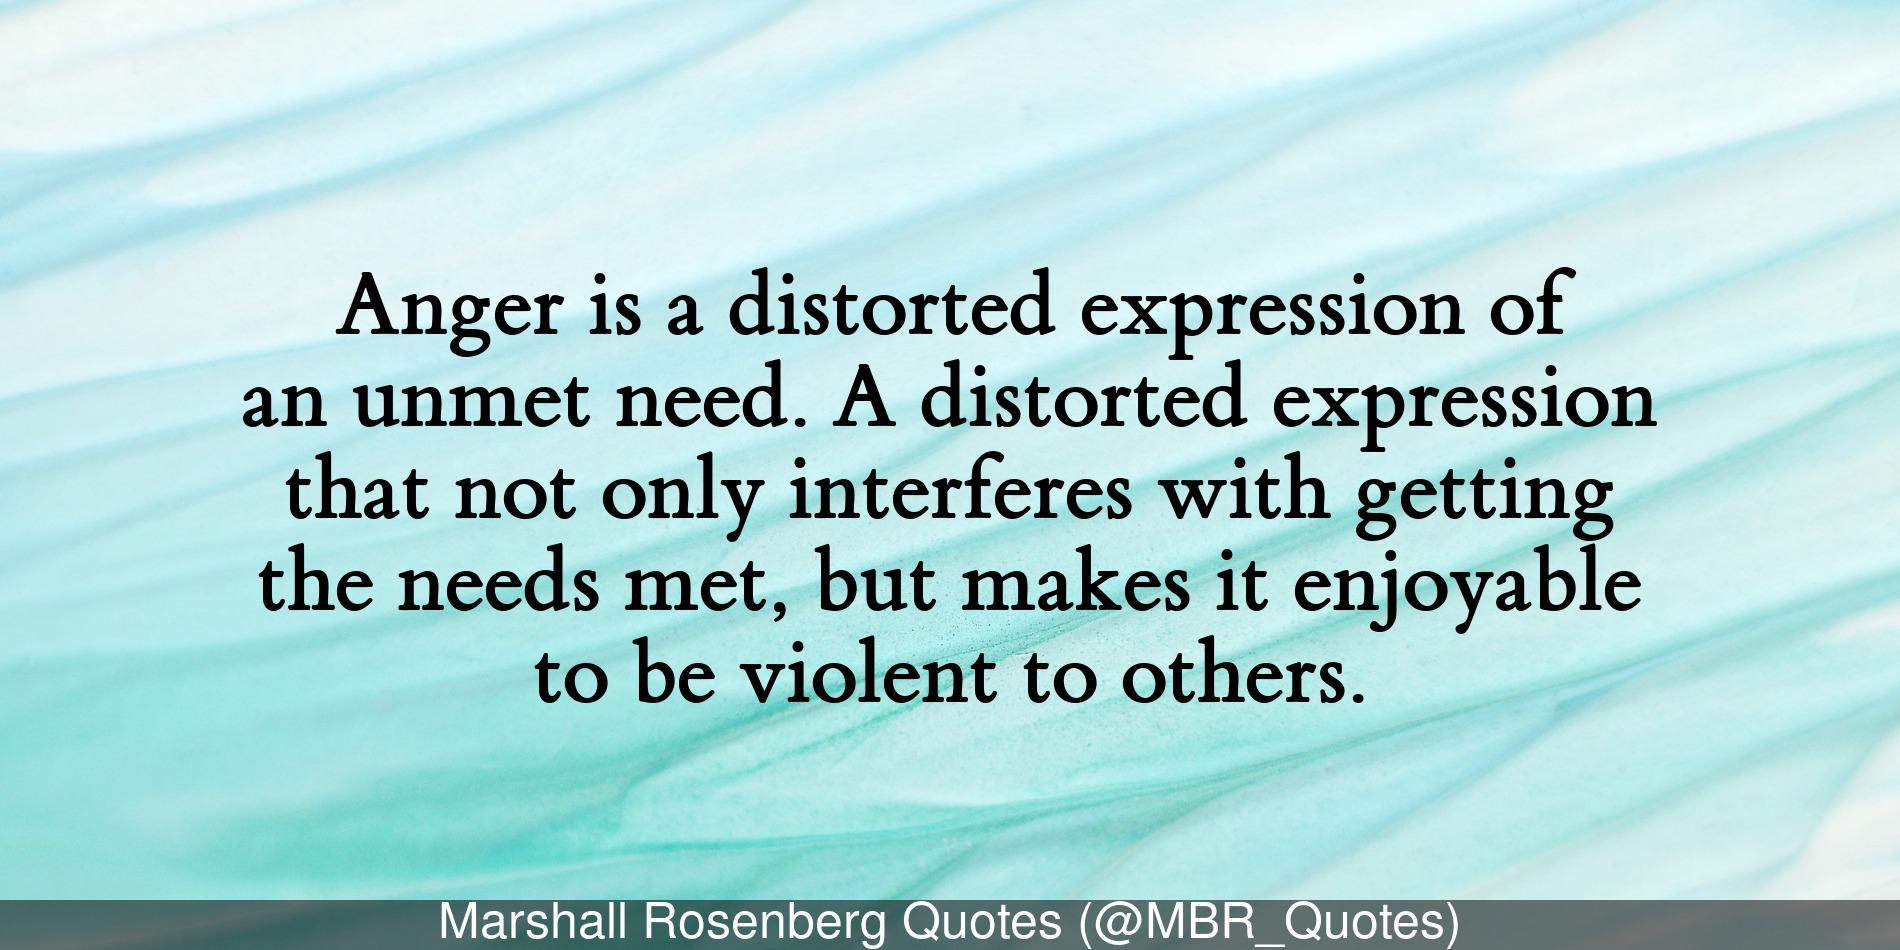 Anger is a distorted expression of
an unmet need. A distorted expression
that not only interferes with getting
the needs met, but makes it enjoyable
to be violent to others.
Marshall Rosenberg Quotes (@MBR_Quotes)